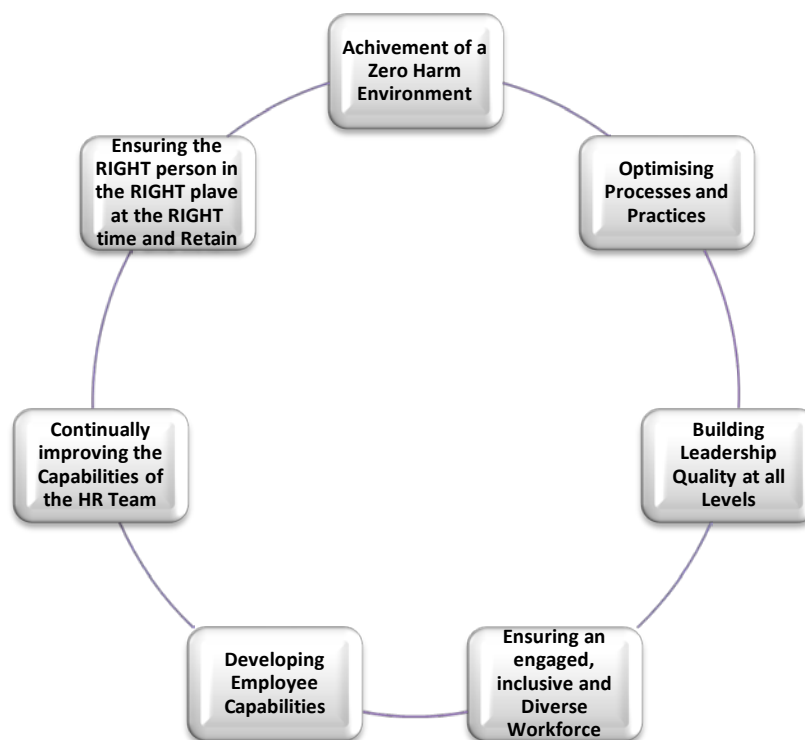 Achivement of a
Zero Harm
Environment
Optimising
Processes and
Practices
Building
Leadership
Quality at all
Levels
Ensuring an
engaged,
inclusive and
Diverse
Workforce
Developing
Employee
Capabilities
Continually
improving the
Capabilities of
the HR Team
Ensuring the
RIGHT person in
the RIGHT plave
at the RIGHT
time and Retain